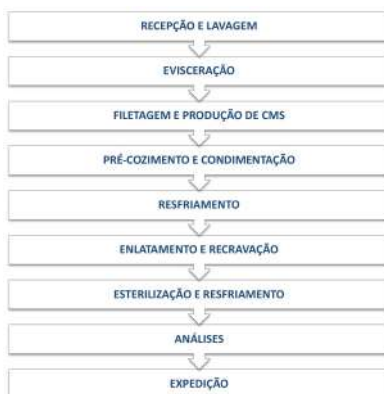 RECEPÇÃO E LAVAGEM
EVISCERAÇÃO
FILETAGEM E PRODUÇÃO DE CMS
PRÉ-COZIMENTO E CONDIMENTAÇÃO
RESFRIAMENTO
ENLATAMENTO E RECRAVAÇÃO
ESTERILIZAÇÃO E RESFRIAMENTO
ANÁLISES
EXPEDIÇÃO